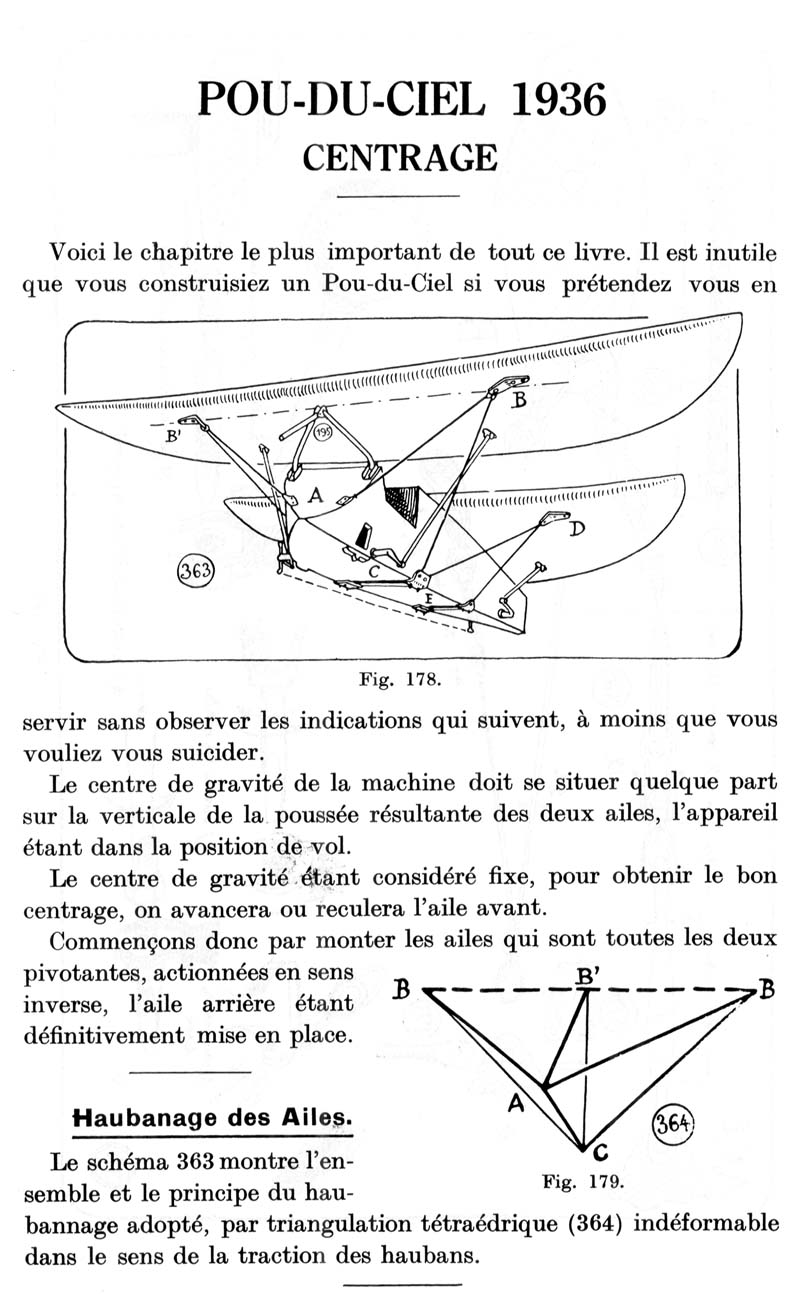 POU-DU-CIEL 1936
CENTRAGE
Voici le chapitre le plus important de tout ce livre. Il est inutile
que vous construisiez un Pou-du-Ciel si vous prétendez vous en
B
195
B'
A
D
363
C
E
Fig. 178.
servir sans observer les indications qui suivent, à moins que vous
vouliez vous suicider.
Le centre de gravité de la machine doit se situer quelque part
sur la verticale de la poussée résultante des deux ailes, l'appareil
étant dans la position de vol.
Le centre de gravité étant considéré fixe, pour obtenir le bon
centrage, on avancera ou reculera l'aile avant.
Commençons donc par monter les ailes qui sont toutes les deux
pivotantes, actionnées en sens
inverse, l'aile arrière étant
définitivement mise en place.
B B' B
A
364
C
Fig. 179.
Haubanage des Ailes.
Le schéma 363 montre l'en-
semble et le principe du hau-
bannage adopté, par triangulation tétraédrique (364) indéformable
dans le sens de la traction des haubans.